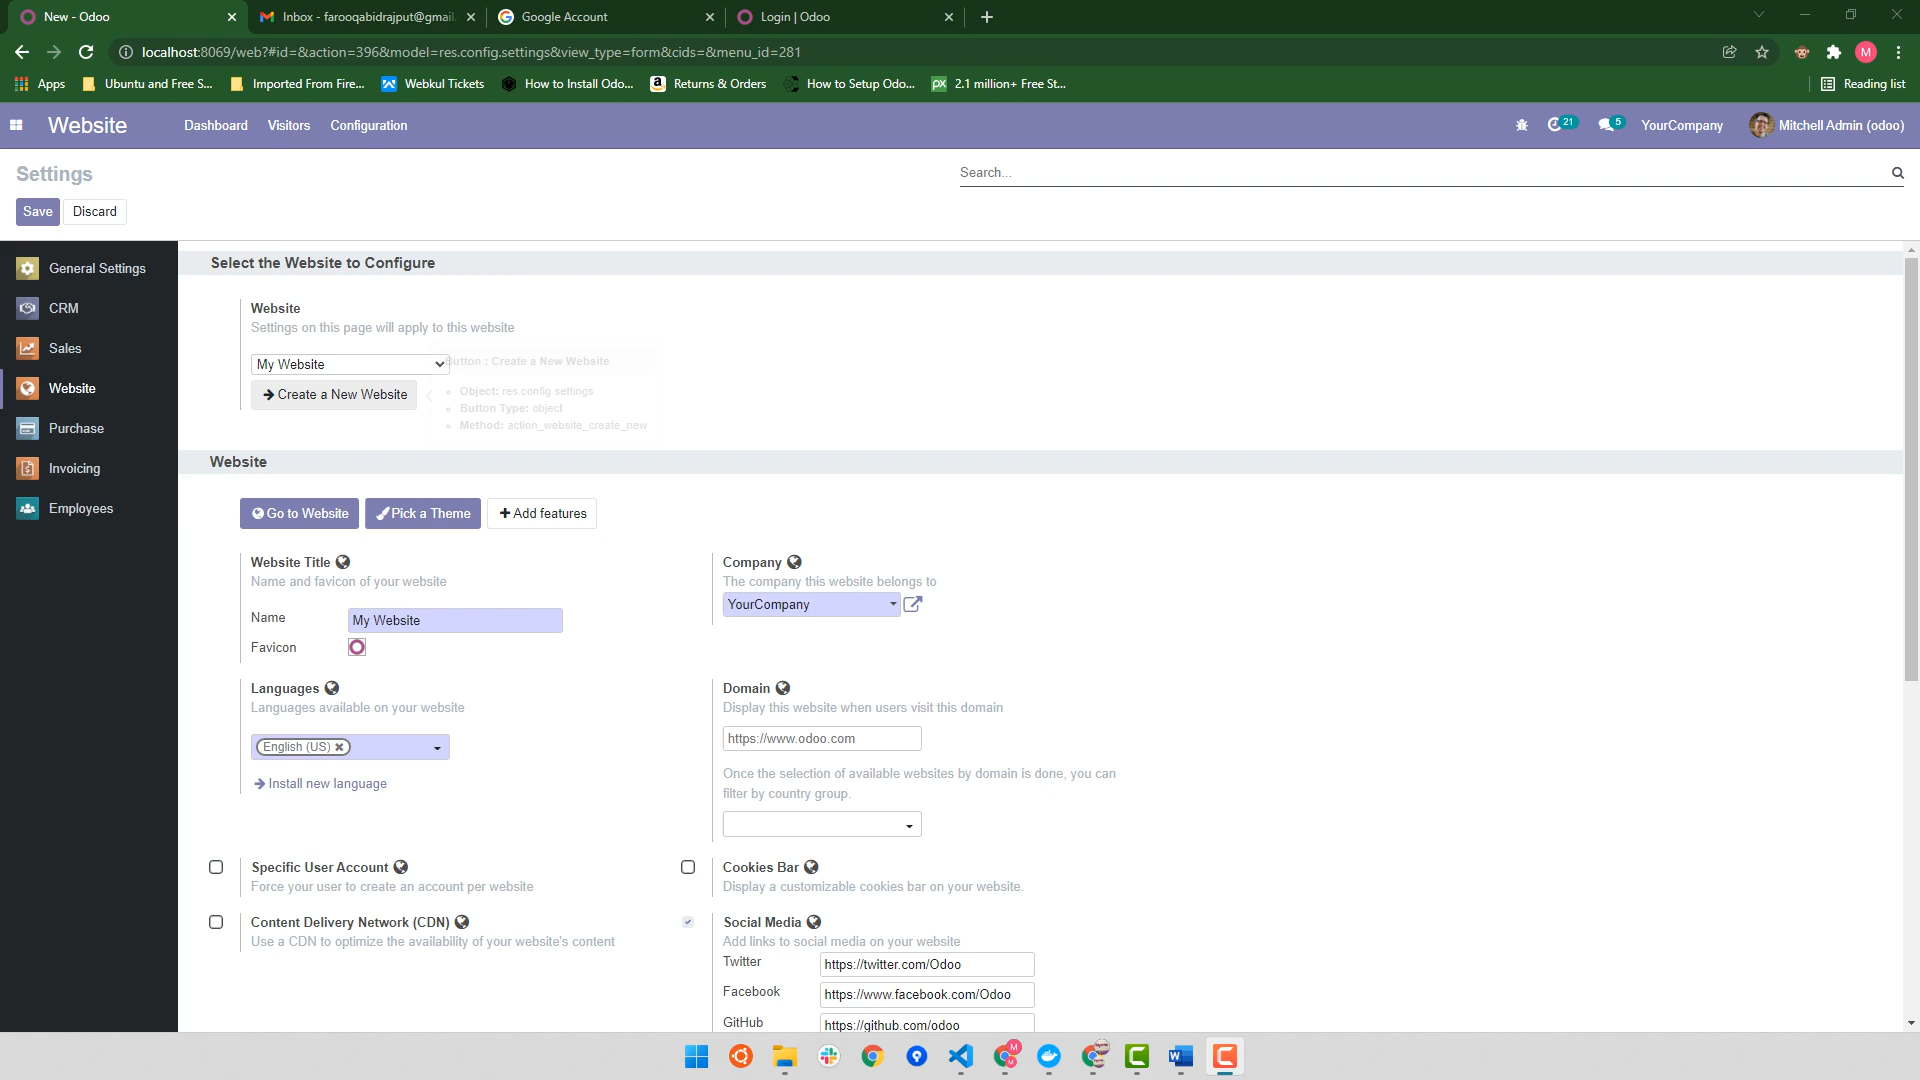 New - Odoo
Inbox - farooqabidrajput@gmail.
Google Account
Login | Odoo
localhost:8069/web?#id=&action=396&model=res.config.settings&view_type=form&cids=&menu_id=281
M
Apps
Ubuntu and Free S...
Imported From Fire...
Webkul Tickets
How to Install Odoo...
Returns & Orders
How to Setup Odoo...
2.1 million+ Free St...
Reading list
Website
Dashboard
Visitors
Configuration
21
5
YourCompany
Mitchell Admin (odoo)
Settings
Search...
Save
Discard
General Settings
CRM
Sales
Website
Purchase
Invoicing
Employees
Select the Website to Configure
Website
Settings on this page will apply to this website
My Website
Button : Create a New Website
Create a New Website
Object: res.config.settings
Button Type: object
Method: action_website_create_new
Website
Go to Website
Pick a Theme
Add features
Website Title
Name and favicon of your website
Name
My Website
Favicon
Company
The company this website belongs to
YourCompany
Languages
Languages available on your website
English (US)
Install new language
Domain
Display this website when users visit this domain
https://www.odoo.com
Once the selection of available websites by domain is done, you can
filter by country group.
Specific User Account
Force your user to create an account per website
Cookies Bar
Display a customizable cookies bar on your website.
Content Delivery Network (CDN)
Use a CDN to optimize the availability of your website's content
Social Media
Add links to social media on your website
Twitter
https://twitter.com/Odoo
Facebook
https://www.facebook.com/Odoo
GitHub
https://github.com/odoo